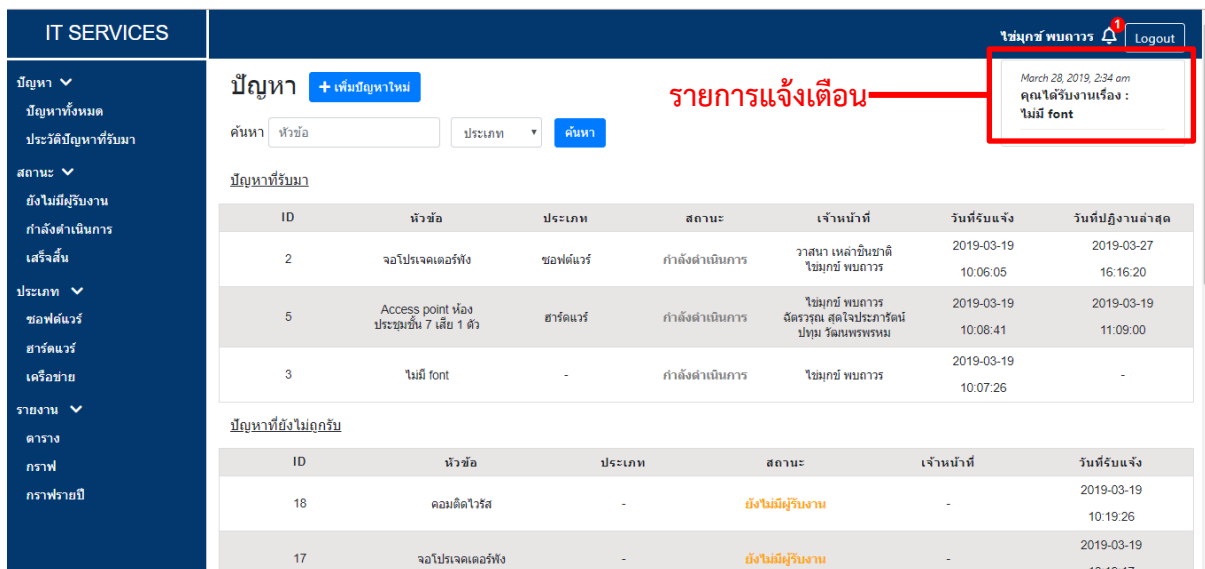 IT SERVICES
ไข่มุกข์ พบถาวร 1 Logout
ปัญหา
ปัญหาทั้งหมด
ประวัติปัญหาที่รับมา
สถานะ
ยังไม่มีผู้รับงาน
กำลังดำเนินการ
เสร็จสิ้น
ประเภท
ซอฟต์แวร์
ฮาร์ดแวร์
เครือข่าย
รายงาน
ตาราง
กราฟ
กราฟรายปี
ปัญหา + เพิ่มปัญหาใหม่
รายการแจ้งเตือน
March 28, 2019, 2:34 am
คุณได้รับงานเรื่อง :
ไม่มี font
ค้นหา หัวข้อ ประเภท ค้นหา
ปัญหาที่รับมา
ID หัวข้อ ประเภท สถานะ เจ้าหน้าที่ วันที่รับแจ้ง วันที่ปฏิงานล่าสุด
2 จอโปรเจคเตอร์พัง ซอฟต์แวร์ กำลังดำเนินการ วาสนา เหล่าชินชาติ ไข่มุกข์ พบถาวร 2019-03-19 10:06:05 2019-03-27 16:16:20
5 Access point ห้องประชุมชั้น 7 เสีย 1 ตัว ฮาร์ดแวร์ กำลังดำเนินการ ไข่มุกข์ พบถาวร ฉัตรวรุณ สุดใจประภารัตน์ ปทุม วัฒนพรพรหม 2019-03-19 10:08:41 2019-03-19 11:09:00
3 ไม่มี font - กำลังดำเนินการ ไข่มุกข์ พบถาวร 2019-03-19 10:07:26 -
ปัญหาที่ยังไม่ถูกรับ
ID หัวข้อ ประเภท สถานะ เจ้าหน้าที่ วันที่รับแจ้ง
18 คอมติดไวรัส - ยังไม่มีผู้รับงาน - 2019-03-19 10:19:26
17 จอโปรเจคเตอร์พัง - ยังไม่มีผู้รับงาน - 2019-03-19